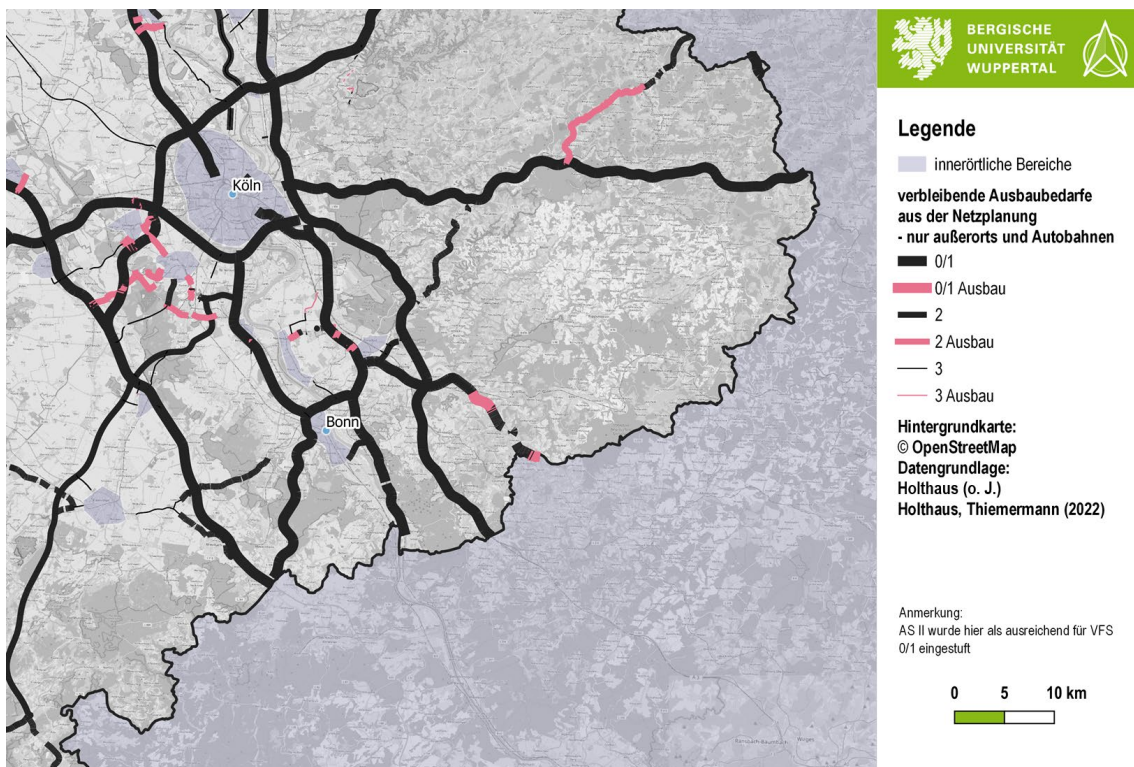 BERGISCHE
UNIVERSITÄT
WUPPERTAL
Legende
innerörtliche Bereiche
verbleibende Ausbaubedarfe
aus der Netzplanung
- nur außerorts und Autobahnen
0/1
0/1 Ausbau
2
2 Ausbau
3
3 Ausbau
Hintergrundkarte:
© OpenStreetMap
Datengrundlage:
Holthaus (o. J.)
Holthaus, Thiemermann (2022)
Anmerkung:
AS II wurde hier als ausreichend für VFS
0/1 eingestuft
0 5 10 km
Köln
Bonn